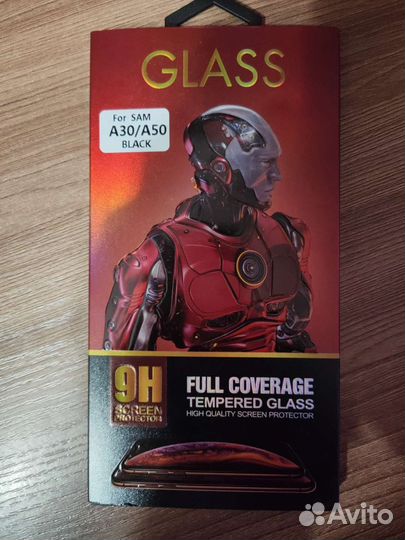 GLASS
For SAM
A30/A50
BLACK
9H
SCREEN
PROTECTOR
FULL COVERAGE
TEMPERED GLASS
HIGH QUALITY SCREEN PROTECTOR
Avito